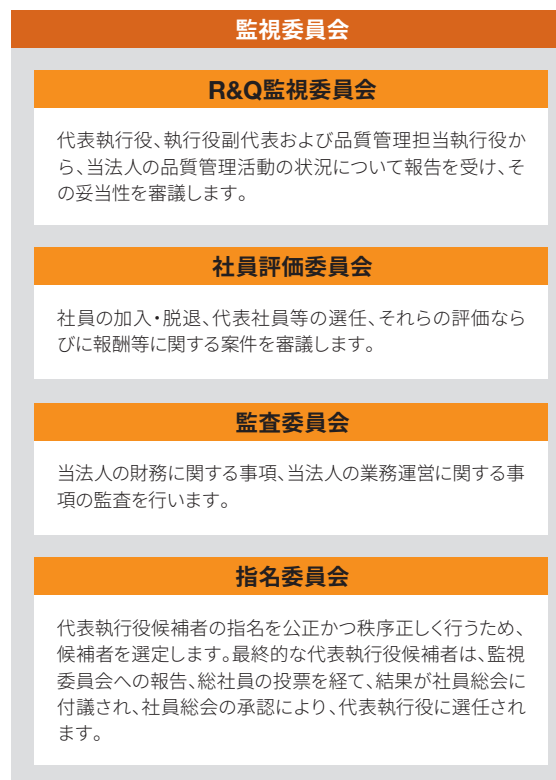 監視委員会
R&Q監視委員会
代表執行役、執行役副代表および品質管理担当執行役か
ら、当法人の品質管理活動の状況について報告を受け、そ
の妥当性を審議します。
社員評価委員会
社員の加入・脱退、代表社員等の選任、それらの評価なら
びに報酬等に関する案件を審議します。
監査委員会
当法人の財務に関する事項、当法人の業務運営に関する事
項の監査を行います。
指名委員会
代表執行役候補者の指名を公正かつ秩序正しく行うため、
候補者を選定します。最終的な代表執行役候補者は、監視
委員会への報告、総社員の投票を経て、結果が社員総会に
付議され、社員総会の承認により、代表執行役に選任され
ます。